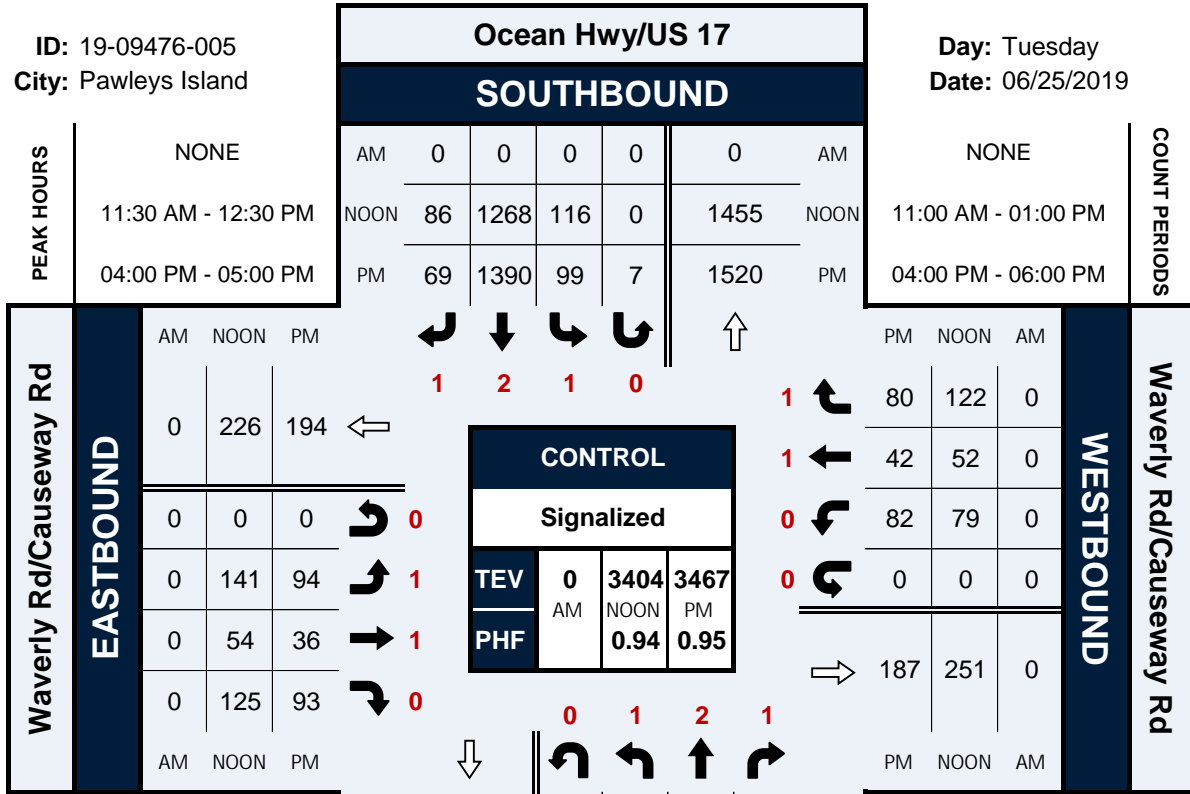 ID: 19-09476-005
City: Pawleys Island
Ocean Hwy/US 17
SOUTHBOUND
Day: Tuesday
Date: 06/25/2019
PEAK HOURS
NONE
11:30 AM - 12:30 PM
04:00 PM - 05:00 PM
AM 0 0 0 0 0 AM
NOON 86 1268 116 0 1455 NOON
PM 69 1390 99 7 1520 PM
NONE
11:00 AM - 01:00 PM
04:00 PM - 06:00 PM
COUNT PERIODS
1 2 1 0
Waverly Rd/Causeway Rd
EASTBOUND
AM NOON PM
0 226 194
0 0 0 0
0 141 94 1
0 54 36 1
0 125 93 0
AM NOON PM
CONTROL
Signalized
TEV 0 3404 3467
AM NOON PM
PHF 0.94 0.95
0 1 2 1
PM NOON AM
1 80 122 0
1 42 52 0
0 82 79 0
0 0 0 0
187 251 0
PM NOON AM
WESTBOUND
Waverly Rd/Causeway Rd